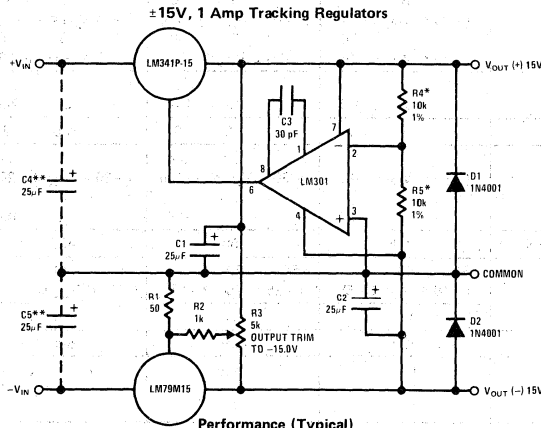 ±15V, 1 Amp Tracking Regulators
+VIN
LM341P-15
VOUT (+) 15V
C3
30 pF
R4*
10k
1%
7
8
1
2
6
LM301
4
3
R5*
10k
1%
D1
1N4001
C4**
25µF
+
−
+
C1
25µF
+
COMMON
C5**
25µF
+
R1
50
R2
1k
R3
5k
OUTPUT TRIM
TO −15.0V
C2
25µF
+
D2
1N4001
−VIN
LM79M15
VOUT (−) 15V
Performance (Typical)